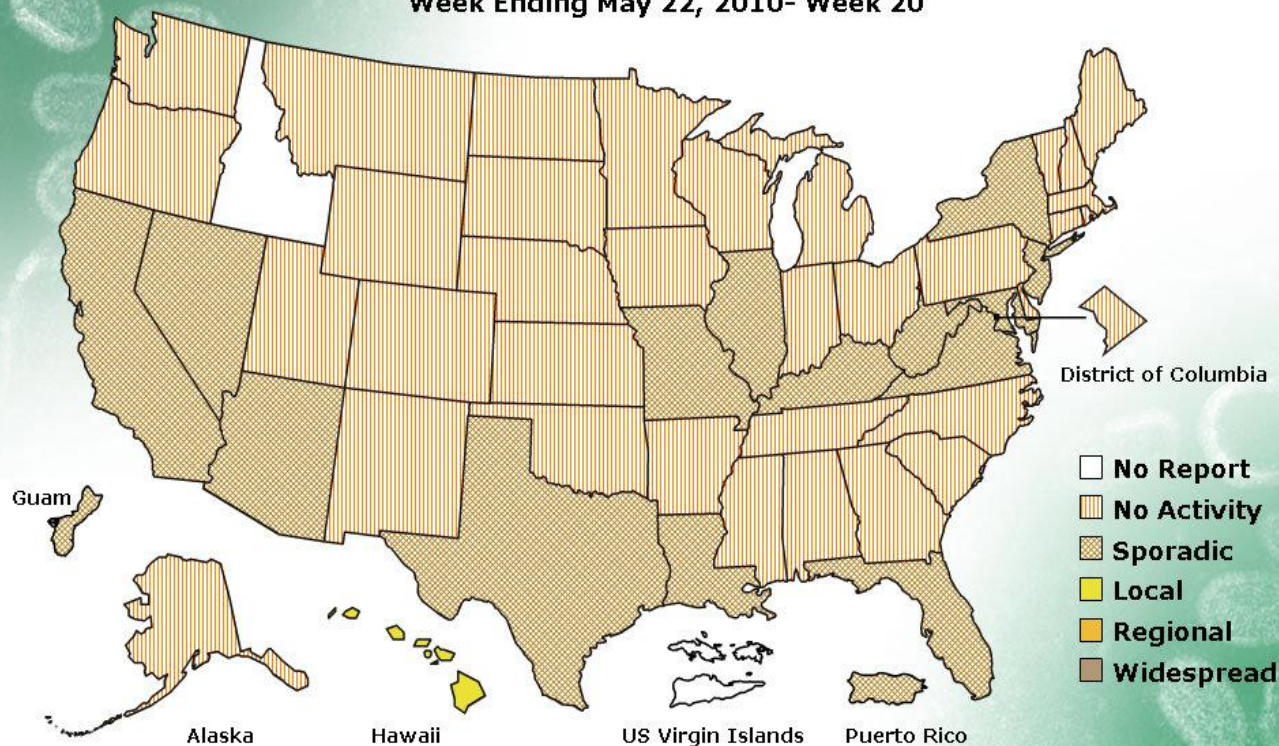 Week Ending May 22, 2010- Week 20
District of Columbia
No Report
Guam
No Activity
Sporadic
Local
Regional
Widespread
Alaska
Hawaii
US Virgin Islands
Puerto Rico